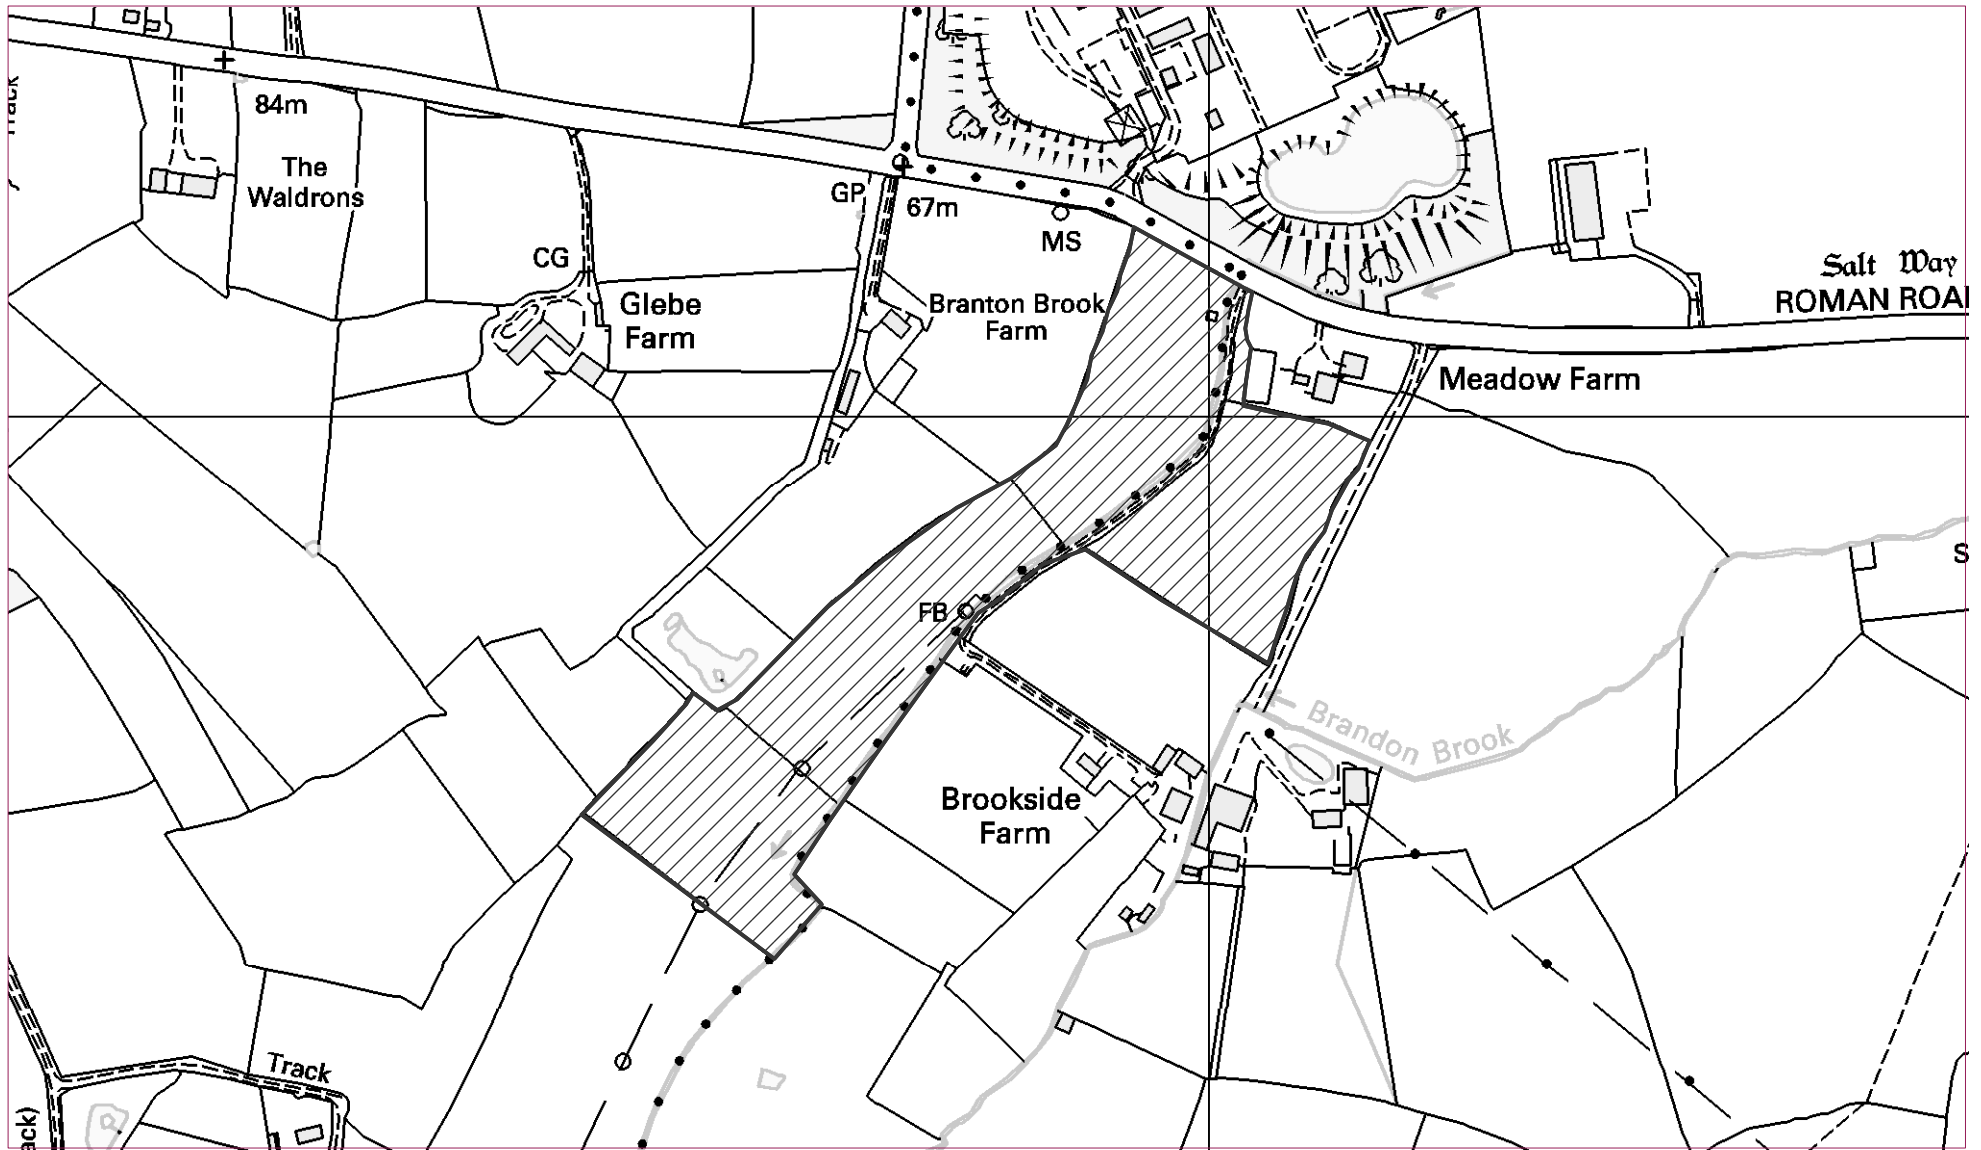 84m
The
Waldrons
GP
67m
MS
CG
Glebe
Farm
Branton Brook
Farm
Salt Way
ROMAN ROA
Meadow Farm
FB
Brandon Brook
Brookside
Farm
Track
ack)
S